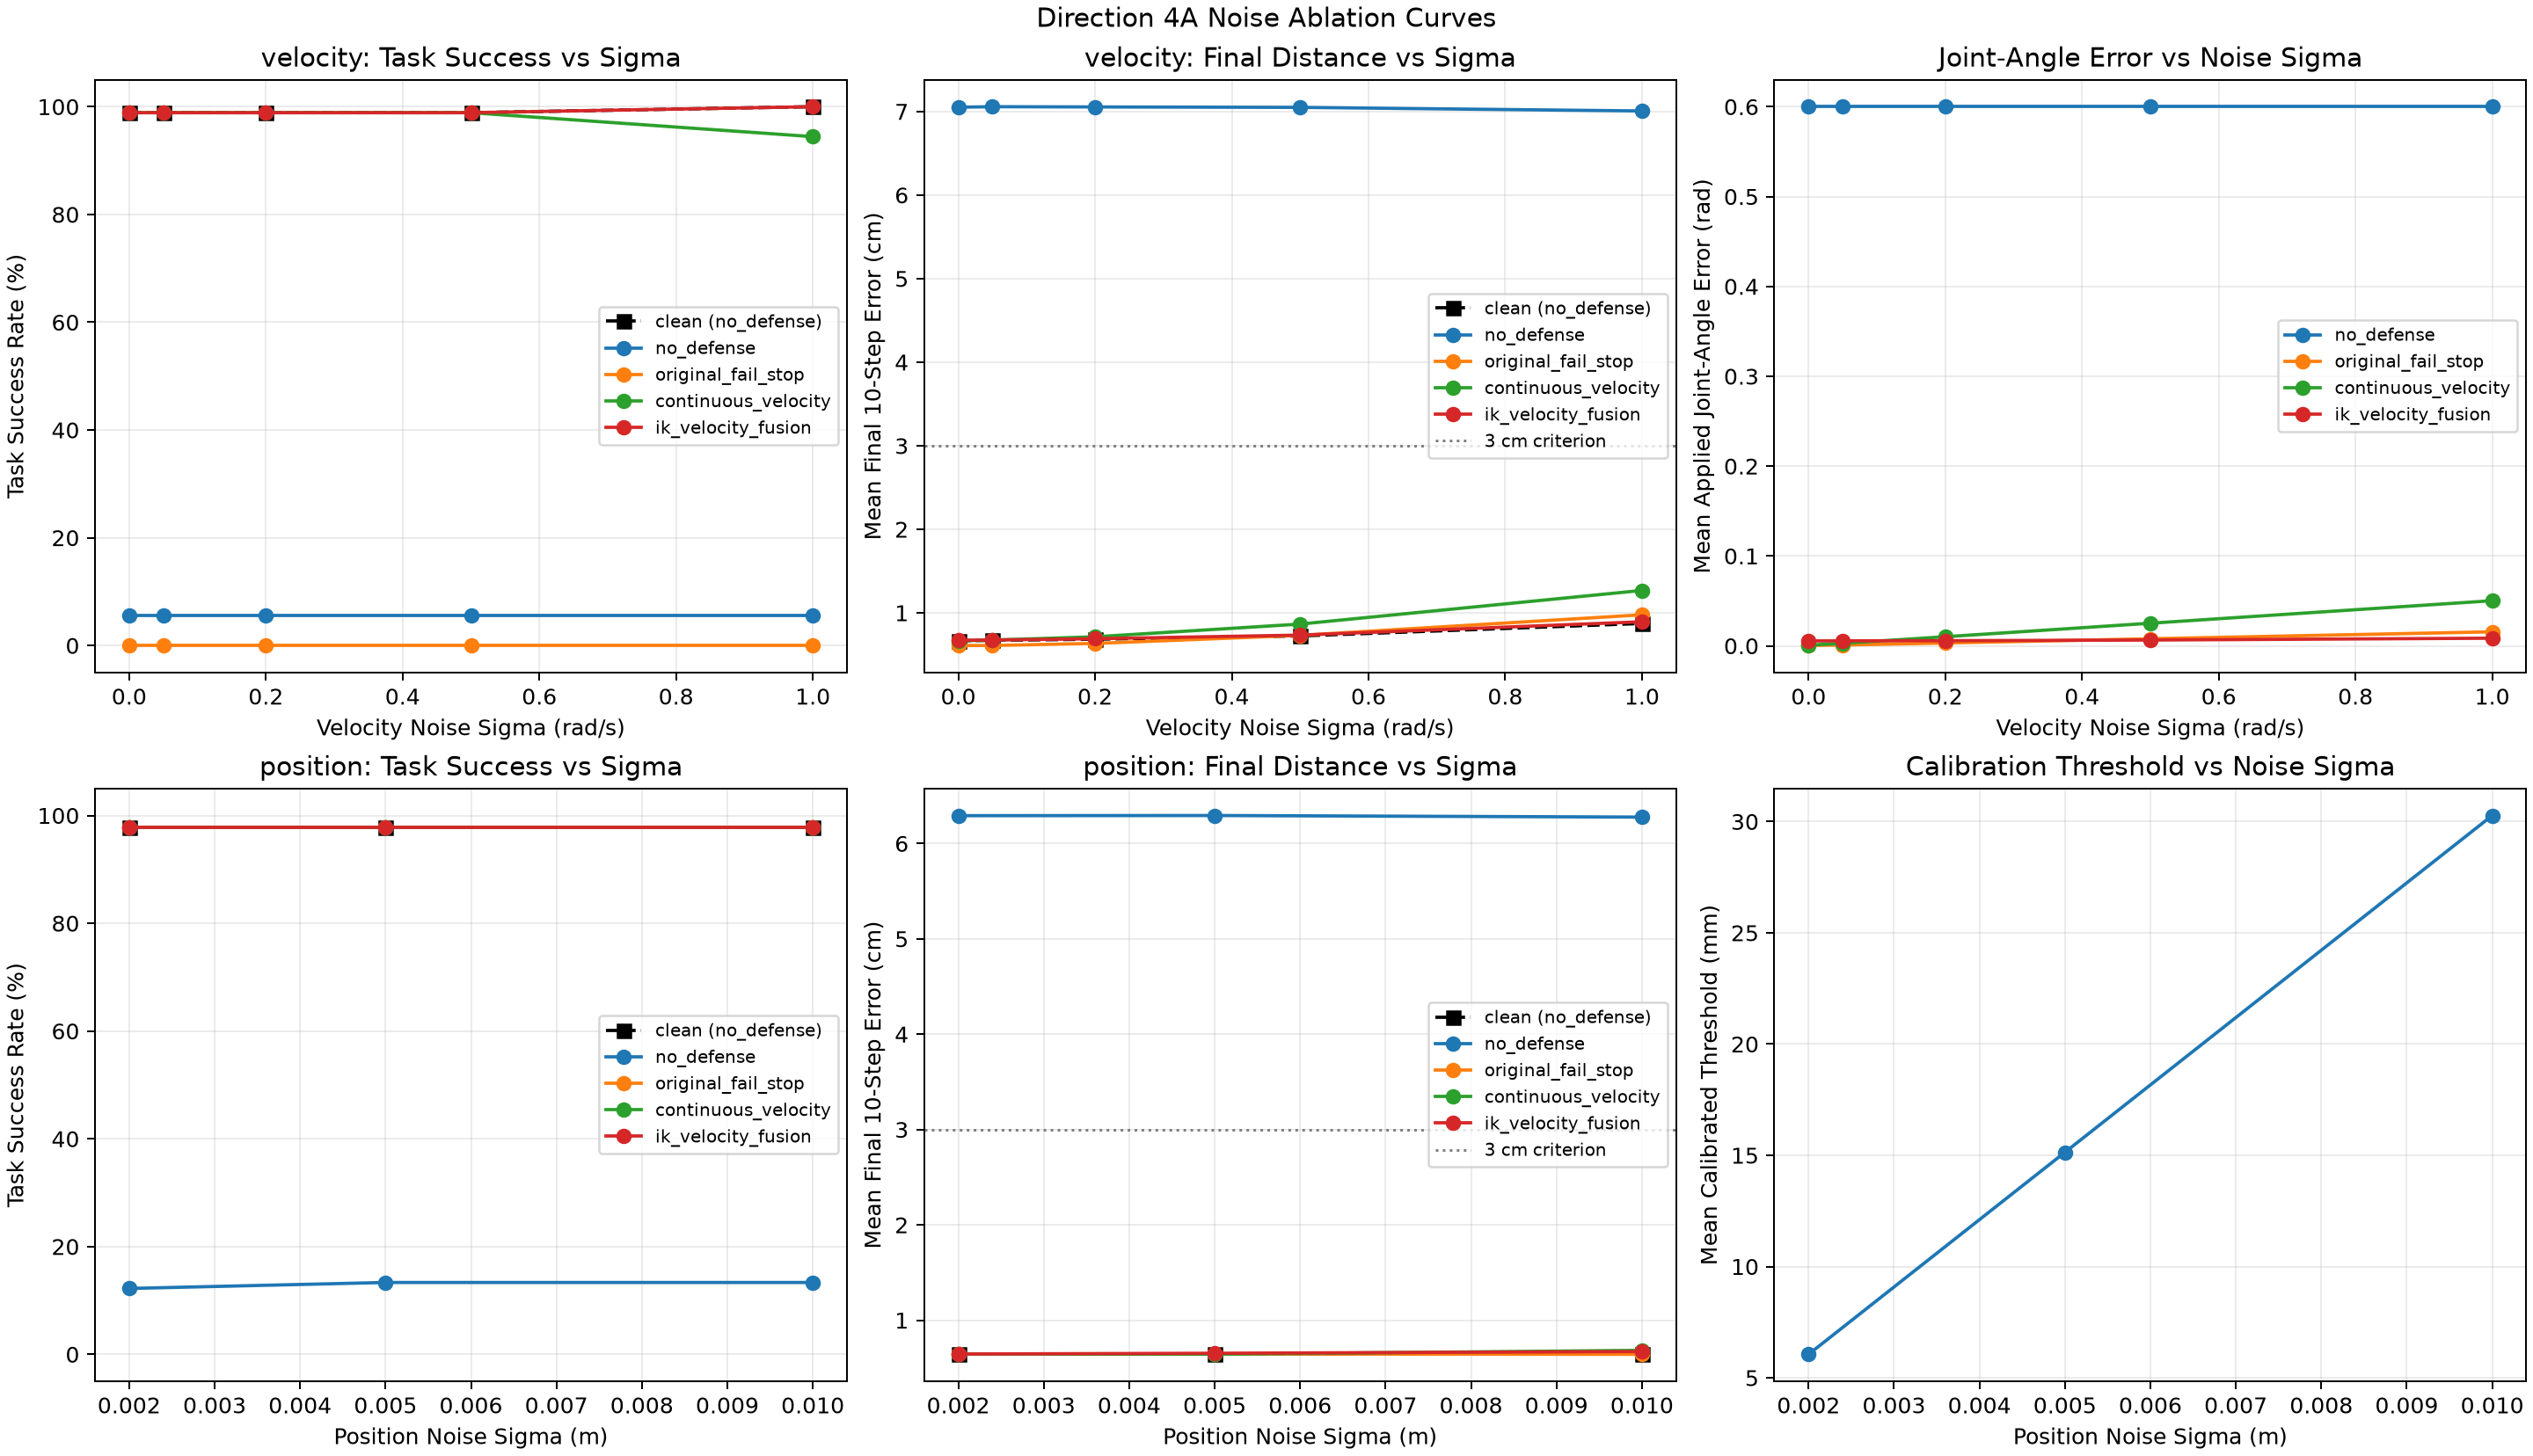 Direction 4A Noise Ablation Curves
velocity: Task Success vs Sigma
Task Success Rate (%)
100
80
60
40
20
0
clean (no_defense)
no_defense
original_fail_stop
continuous_velocity
ik_velocity_fusion
0.0 0.2 0.4 0.6 0.8 1.0
Velocity Noise Sigma (rad/s)
velocity: Final Distance vs Sigma
Mean Final 10-Step Error (cm)
7
6
5
4
3
2
1
clean (no_defense)
no_defense
original_fail_stop
continuous_velocity
ik_velocity_fusion
3 cm criterion
0.0 0.2 0.4 0.6 0.8 1.0
Velocity Noise Sigma (rad/s)
Joint-Angle Error vs Noise Sigma
Mean Applied Joint-Angle Error (rad)
0.6
0.5
0.4
0.3
0.2
0.1
0.0
no_defense
original_fail_stop
continuous_velocity
ik_velocity_fusion
0.0 0.2 0.4 0.6 0.8 1.0
Velocity Noise Sigma (rad/s)
position: Task Success vs Sigma
Task Success Rate (%)
100
80
60
40
20
0
clean (no_defense)
no_defense
original_fail_stop
continuous_velocity
ik_velocity_fusion
0.002 0.003 0.004 0.005 0.006 0.007 0.008 0.009 0.010
Position Noise Sigma (m)
position: Final Distance vs Sigma
Mean Final 10-Step Error (cm)
6
5
4
3
2
1
clean (no_defense)
no_defense
original_fail_stop
continuous_velocity
ik_velocity_fusion
3 cm criterion
0.002 0.003 0.004 0.005 0.006 0.007 0.008 0.009 0.010
Position Noise Sigma (m)
Calibration Threshold vs Noise Sigma
Mean Calibrated Threshold (mm)
30
25
20
15
10
5
0.002 0.003 0.004 0.005 0.006 0.007 0.008 0.009 0.010
Position Noise Sigma (m)